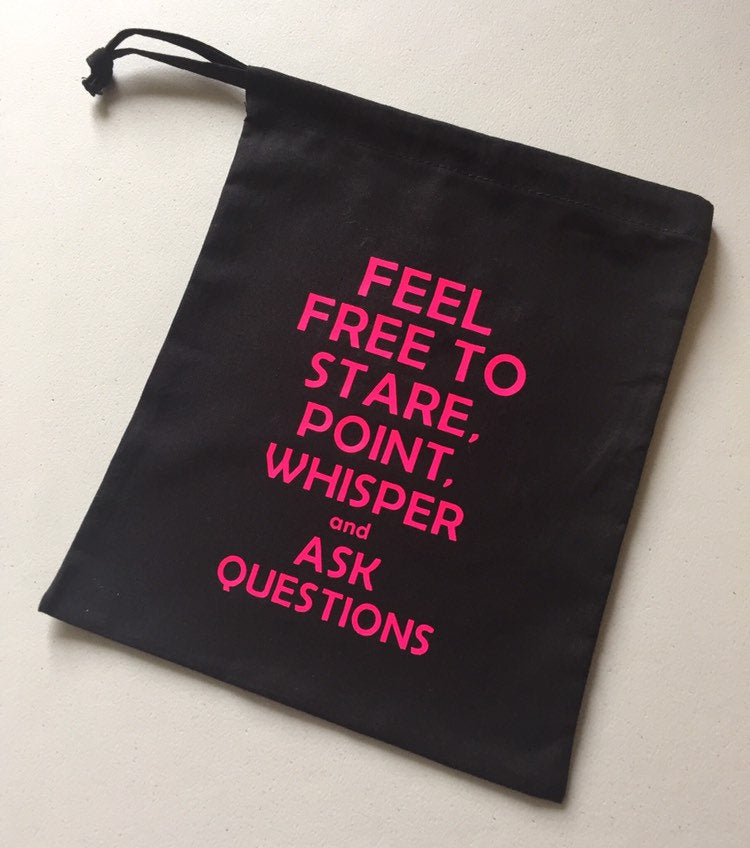 FEEL
FREE TO
STARE,
POINT,
WHISPER
and
ASK
QUESTIONS